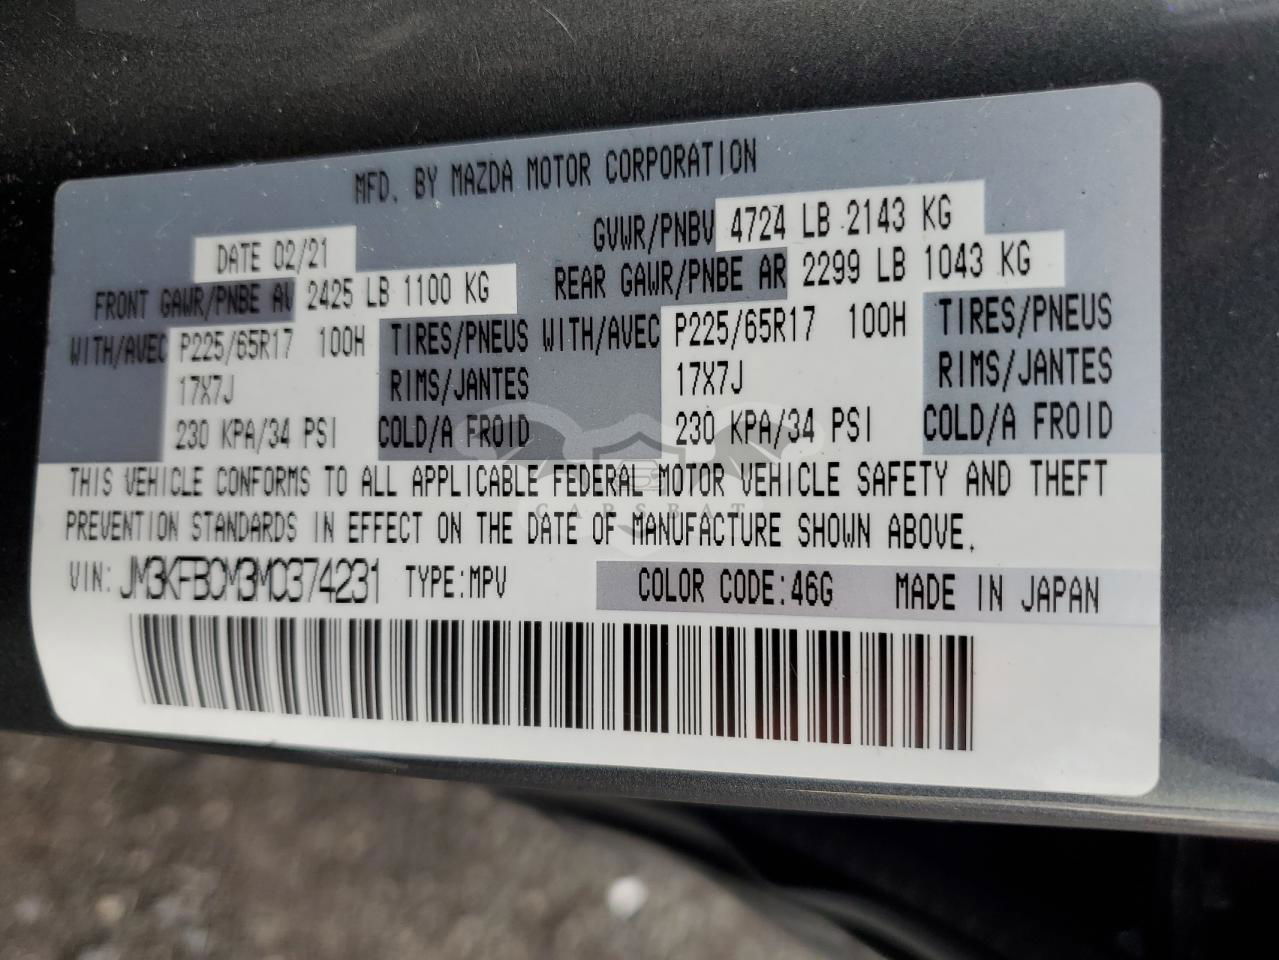 MFD. BY MAZDA MOTOR CORPORATION
DATE 02/21 GVWR/PNBV 4724 LB 2143 KG
FRONT GAWR/PNBE AV 2425 LB 1100 KG REAR GAWR/PNBE AR 2299 LB 1043 KG
WITH/AVEC P225/65R17 100H TIRES/PNEUS WITH/AVEC P225/65R17 100H TIRES/PNEUS
17X7J RIMS/JANTES 17X7J RIMS/JANTES
230 KPA/34 PSI COLD/A FROID 230 KPA/34 PSI COLD/A FROID
THIS VEHICLE CONFORMS TO ALL APPLICABLE FEDERAL MOTOR VEHICLE SAFETY AND THEFT
PREVENTION STANDARDS IN EFFECT ON THE DATE OF MANUFACTURE SHOWN ABOVE.
CARSBAT
VIN: JM3KFBCM3M0374231 TYPE:MPV COLOR CODE:46G MADE IN JAPAN